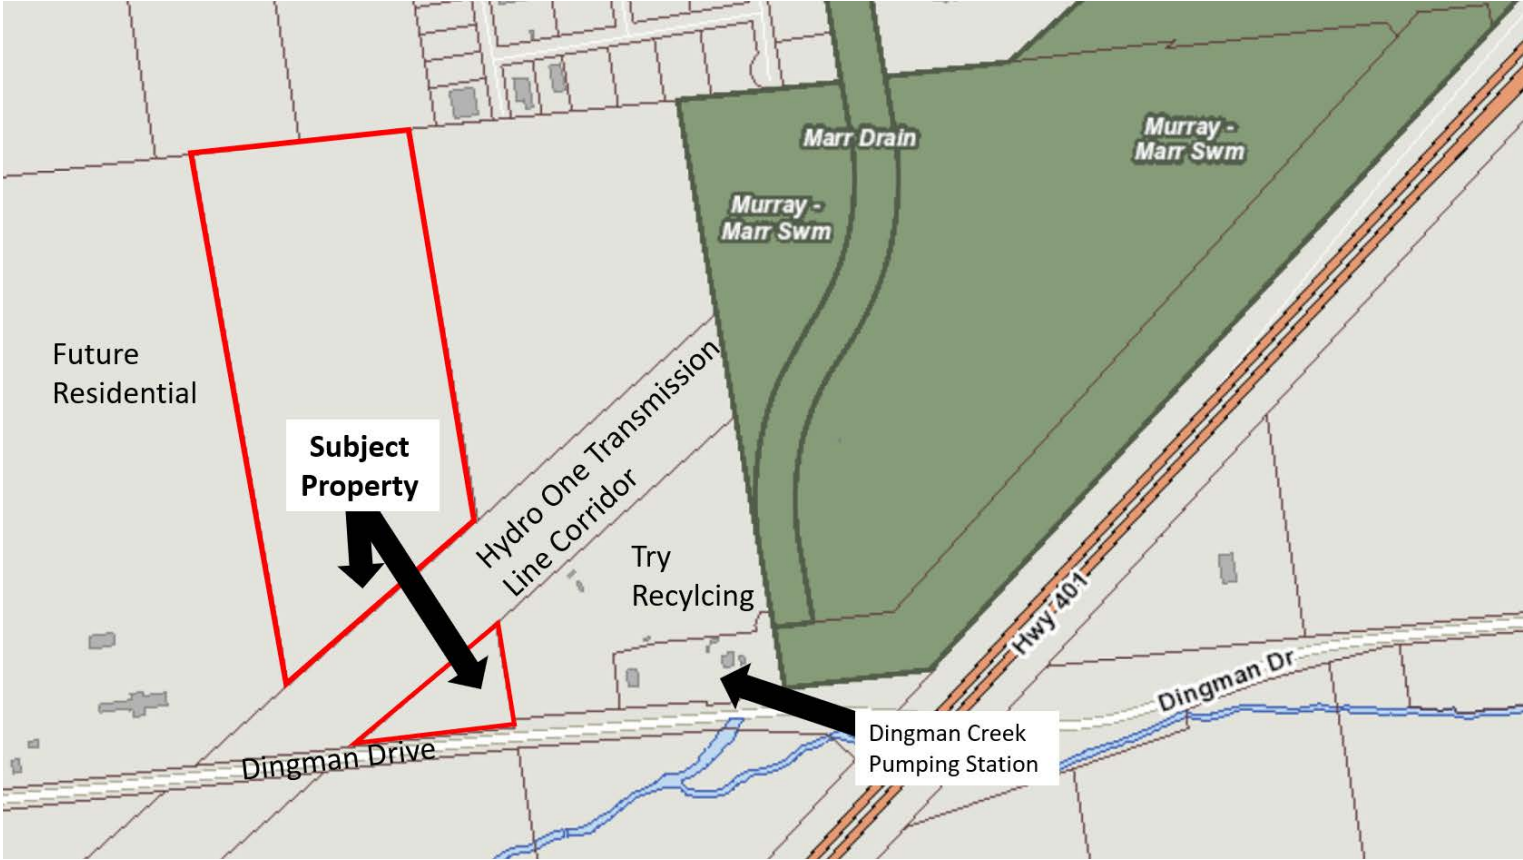 Marr Drain
Murray -
Marr Swm
Murray -
Marr Swm
Future
Residential
Subject
Property
Hydro One Transmission
Line Corridor
Try
Recylcing
Hwy 401
Dingman Dr
Dingman Creek
Pumping Station
Dingman Drive